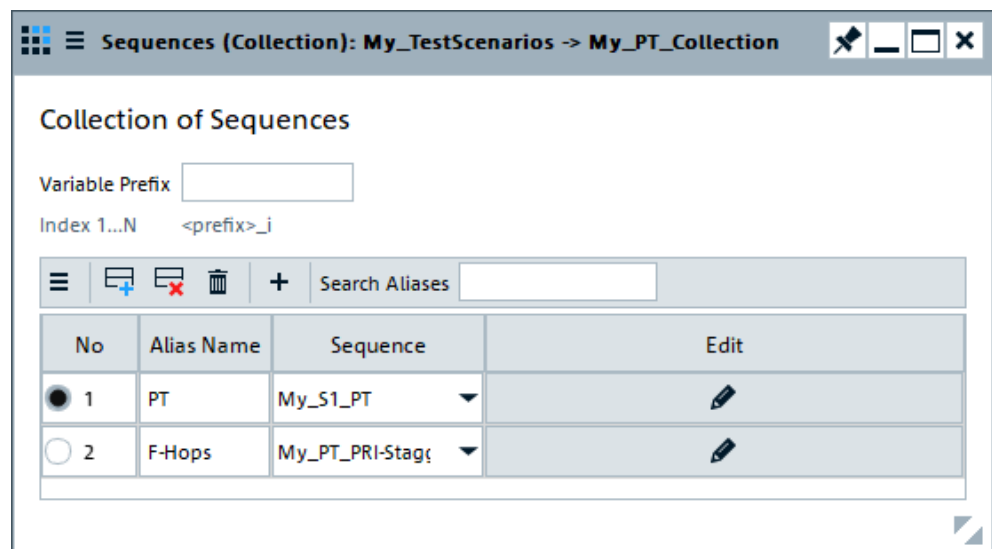 Sequences (Collection): My_TestScenarios -> My_PT_Collection
Collection of Sequences
Variable Prefix
Index 1...N <prefix>_i
Search Aliases
No Alias Name Sequence Edit
1 PT My_S1_PT
2 F-Hops My_PT_PRI-Stagg